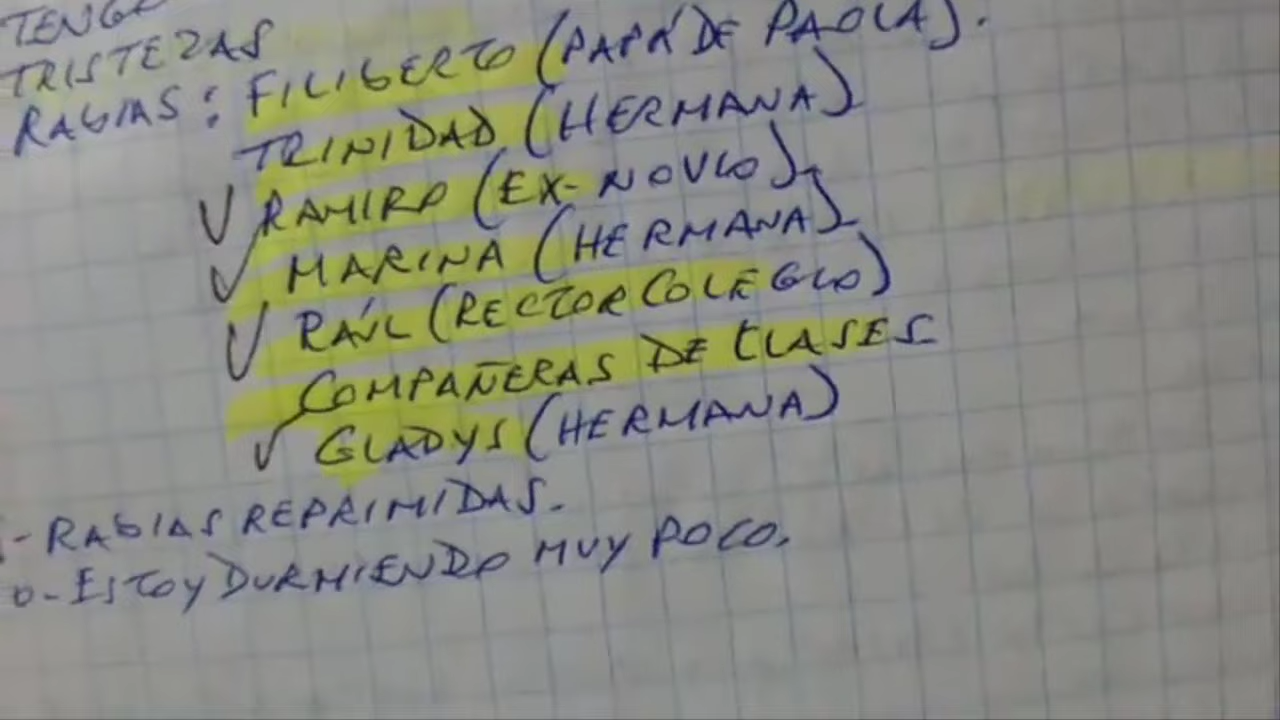 TRISTEZAS
RABIAS: FILIBERTO (PAPÁ DE PAOLA).
TRINIDAD (HERMANA)
RAMIRO (EX-NOVIO)
MARINA (HERMANA)
RAÚL (RECTOR COLEGIO)
COMPAÑERAS DE CLASES
GLADYS (HERMANA)
- RABIAS REPRIMIDAS.
- ESTOY DURMIENDO MUY POCO.